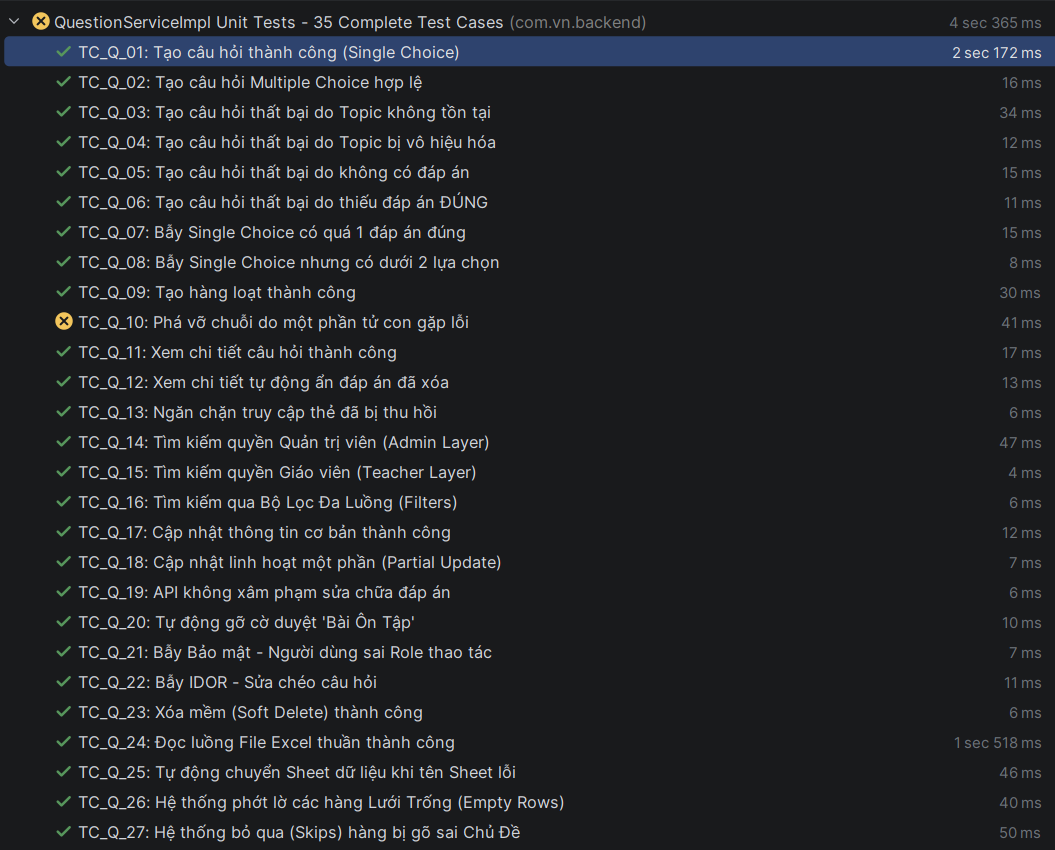 QuestionServiceImpl Unit Tests - 35 Complete Test Cases (com.vn.backend) 4 sec 365 ms
TC_Q_01: Tạo câu hỏi thành công (Single Choice) 2 sec 172 ms
TC_Q_02: Tạo câu hỏi Multiple Choice hợp lệ 16 ms
TC_Q_03: Tạo câu hỏi thất bại do Topic không tồn tại 34 ms
TC_Q_04: Tạo câu hỏi thất bại do Topic bị vô hiệu hóa 12 ms
TC_Q_05: Tạo câu hỏi thất bại do không có đáp án 15 ms
TC_Q_06: Tạo câu hỏi thất bại do thiếu đáp án ĐÚNG 11 ms
TC_Q_07: Bẫy Single Choice có quá 1 đáp án đúng 15 ms
TC_Q_08: Bẫy Single Choice nhưng có dưới 2 lựa chọn 8 ms
TC_Q_09: Tạo hàng loạt thành công 30 ms
TC_Q_10: Phá vỡ chuỗi do một phần tử con gặp lỗi 41 ms
TC_Q_11: Xem chi tiết câu hỏi thành công 17 ms
TC_Q_12: Xem chi tiết tự động ẩn đáp án đã xóa 13 ms
TC_Q_13: Ngăn chặn truy cập thẻ đã bị thu hồi 6 ms
TC_Q_14: Tìm kiếm quyền Quản trị viên (Admin Layer) 47 ms
TC_Q_15: Tìm kiếm quyền Giáo viên (Teacher Layer) 4 ms
TC_Q_16: Tìm kiếm qua Bộ Lọc Đa Luồng (Filters) 6 ms
TC_Q_17: Cập nhật thông tin cơ bản thành công 12 ms
TC_Q_18: Cập nhật linh hoạt một phần (Partial Update) 7 ms
TC_Q_19: API không xâm phạm sửa chữa đáp án 6 ms
TC_Q_20: Tự động gỡ cờ duyệt 'Bài Ôn Tập' 10 ms
TC_Q_21: Bẫy Bảo mật - Người dùng sai Role thao tác 7 ms
TC_Q_22: Bẫy IDOR - Sửa chéo câu hỏi 11 ms
TC_Q_23: Xóa mềm (Soft Delete) thành công 6 ms
TC_Q_24: Đọc luồng File Excel thuần thành công 1 sec 518 ms
TC_Q_25: Tự động chuyển Sheet dữ liệu khi tên Sheet lỗi 46 ms
TC_Q_26: Hệ thống phớt lờ các hàng Lưới Trống (Empty Rows) 40 ms
TC_Q_27: Hệ thống bỏ qua (Skips) hàng bị gõ sai Chủ Đề 50 ms